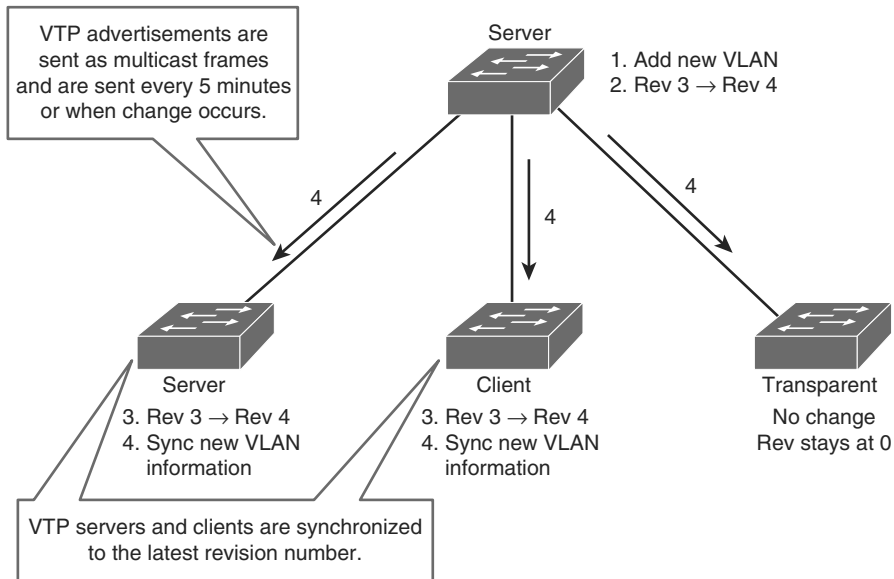 VTP advertisements are
sent as multicast frames
and are sent every 5 minutes
or when change occurs.
Server
1. Add new VLAN
2. Rev 3 → Rev 4
4
4
4
Server
3. Rev 3 → Rev 4
4. Sync new VLAN
information
Client
3. Rev 3 → Rev 4
4. Sync new VLAN
information
Transparent
No change
Rev stays at 0
VTP servers and clients are synchronized
to the latest revision number.